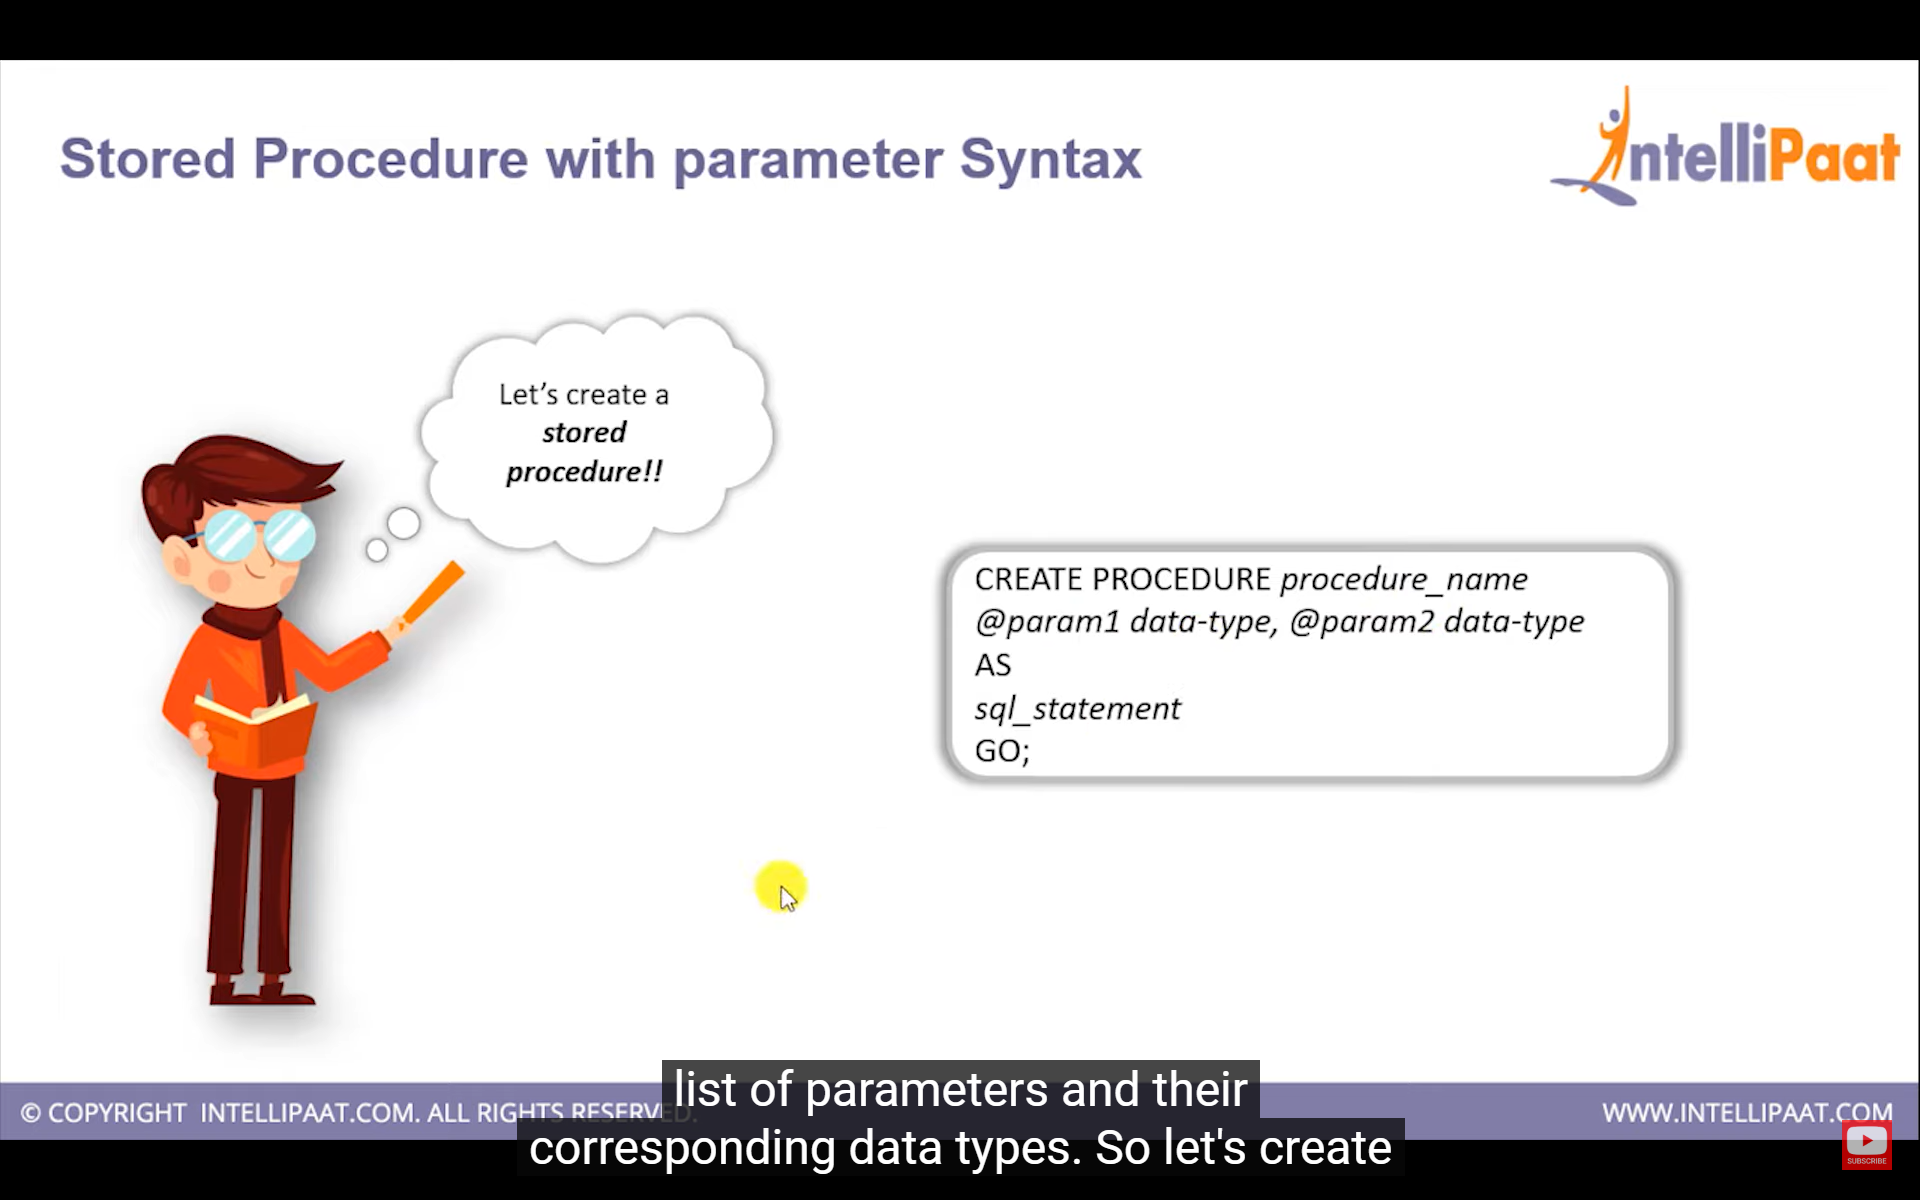 Stored Procedure with parameter Syntax
IntelliPaat
Let's create a
stored
procedure!!
CREATE PROCEDURE procedure_name
@param1 data-type, @param2 data-type
AS
sql_statement
GO;
list of parameters and their
© COPYRIGHT INTELLIPAAT.COM. ALL RIGHTS RESERVED.
WWW.INTELLIPAAT.COM
corresponding data types. So let's create
SUBSCRIBE